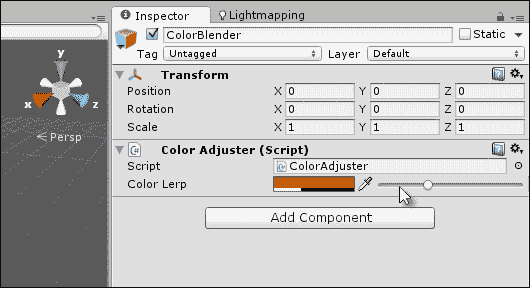 Inspector
Lightmapping
ColorBlender
Static
Tag Untagged Layer Default
Transform
Position X 0 Y 0 Z 0
Rotation X 0 Y 0 Z 0
Scale X 1 Y 1 Z 1
Color Adjuster (Script)
Script ColorAdjuster
Color Lerp
Add Component
y
x
z
Persp